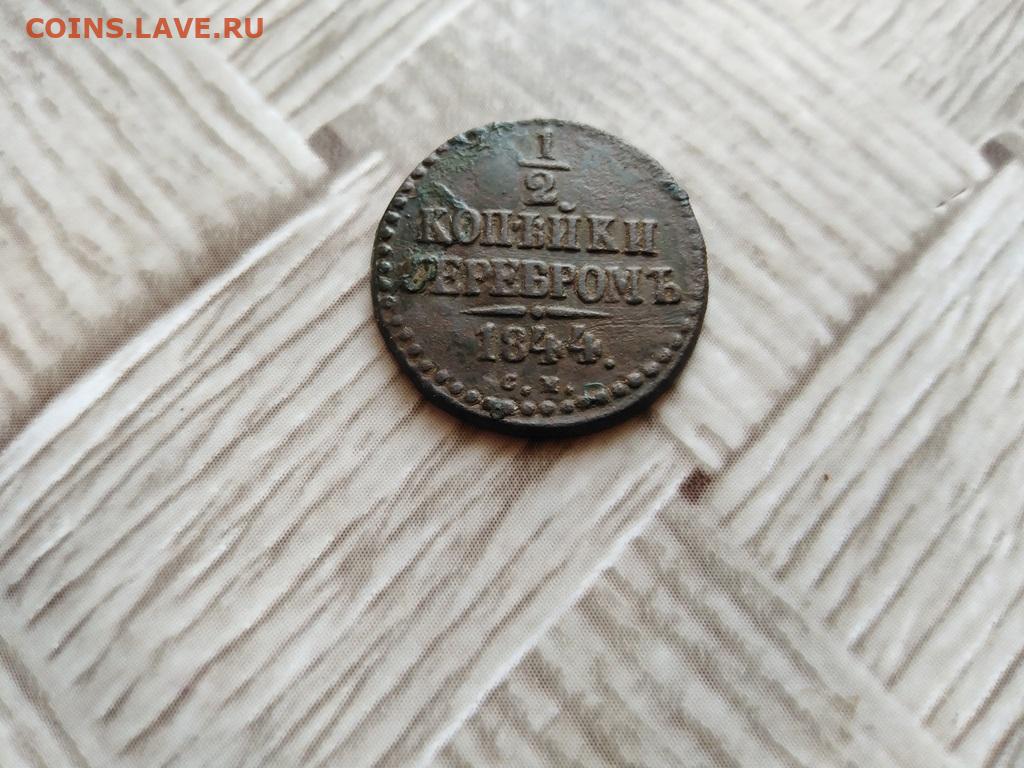 COINS.LAVE.RU
1
2.
КОПѢЙКИ
СЕРЕБРОМЪ
1844.
С. М.